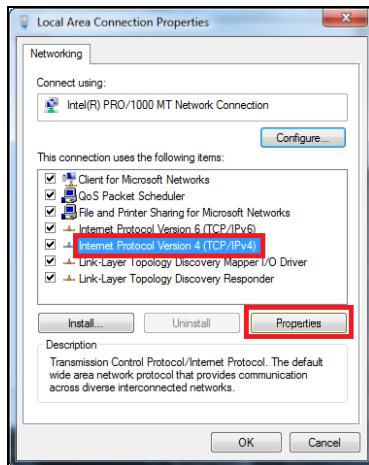 Local Area Connection Properties
Networking
Connect using:
Intel(R) PRO/1000 MT Network Connection
Configure...
This connection uses the following items:
Client for Microsoft Networks
QoS Packet Scheduler
File and Printer Sharing for Microsoft Networks
Internet Protocol Version 6 (TCP/IPv6)
Internet Protocol Version 4 (TCP/IPv4)
Link-Layer Topology Discovery Mapper I/O Driver
Link-Layer Topology Discovery Responder
Install... Uninstall Properties
Description
Transmission Control Protocol/Internet Protocol. The default
wide area network protocol that provides communication
across diverse interconnected networks.
OK Cancel